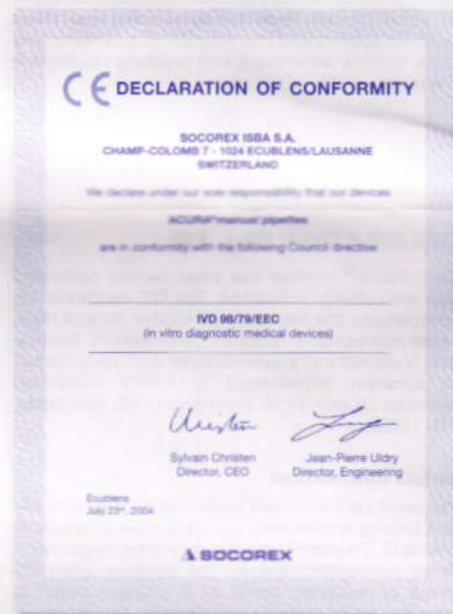 CE DECLARATION OF CONFORMITY
SOCOREX ISBA S.A.
CHAMP-COLOMB 7 - 1024 ECUBLENS/LAUSANNE
SWITZERLAND
We declare under our sole responsibility that our devices
ACURA® manual pipettes
are in conformity with the following Council directive
IVD 98/79/EEC
(in vitro diagnostic medical devices)
Christen
Sylvain Christen
Director, CEO
Jean-Pierre Uldry
Director, Engineering
Ecublens
July 23rd, 2004
SOCOREX